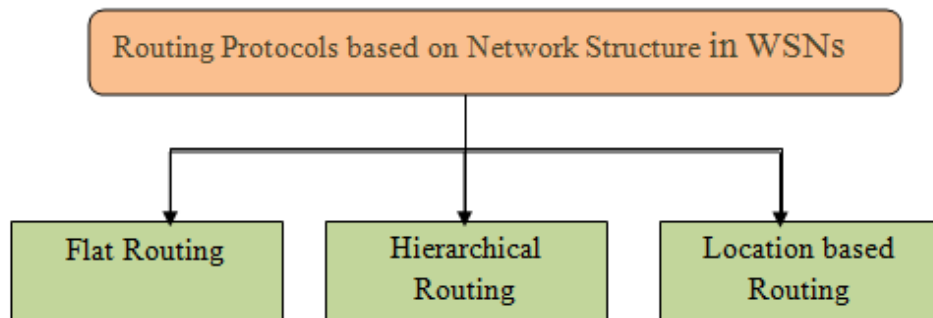 Routing Protocols based on Network Structure in WSNs
Flat Routing
Hierarchical
Routing
Location based
Routing